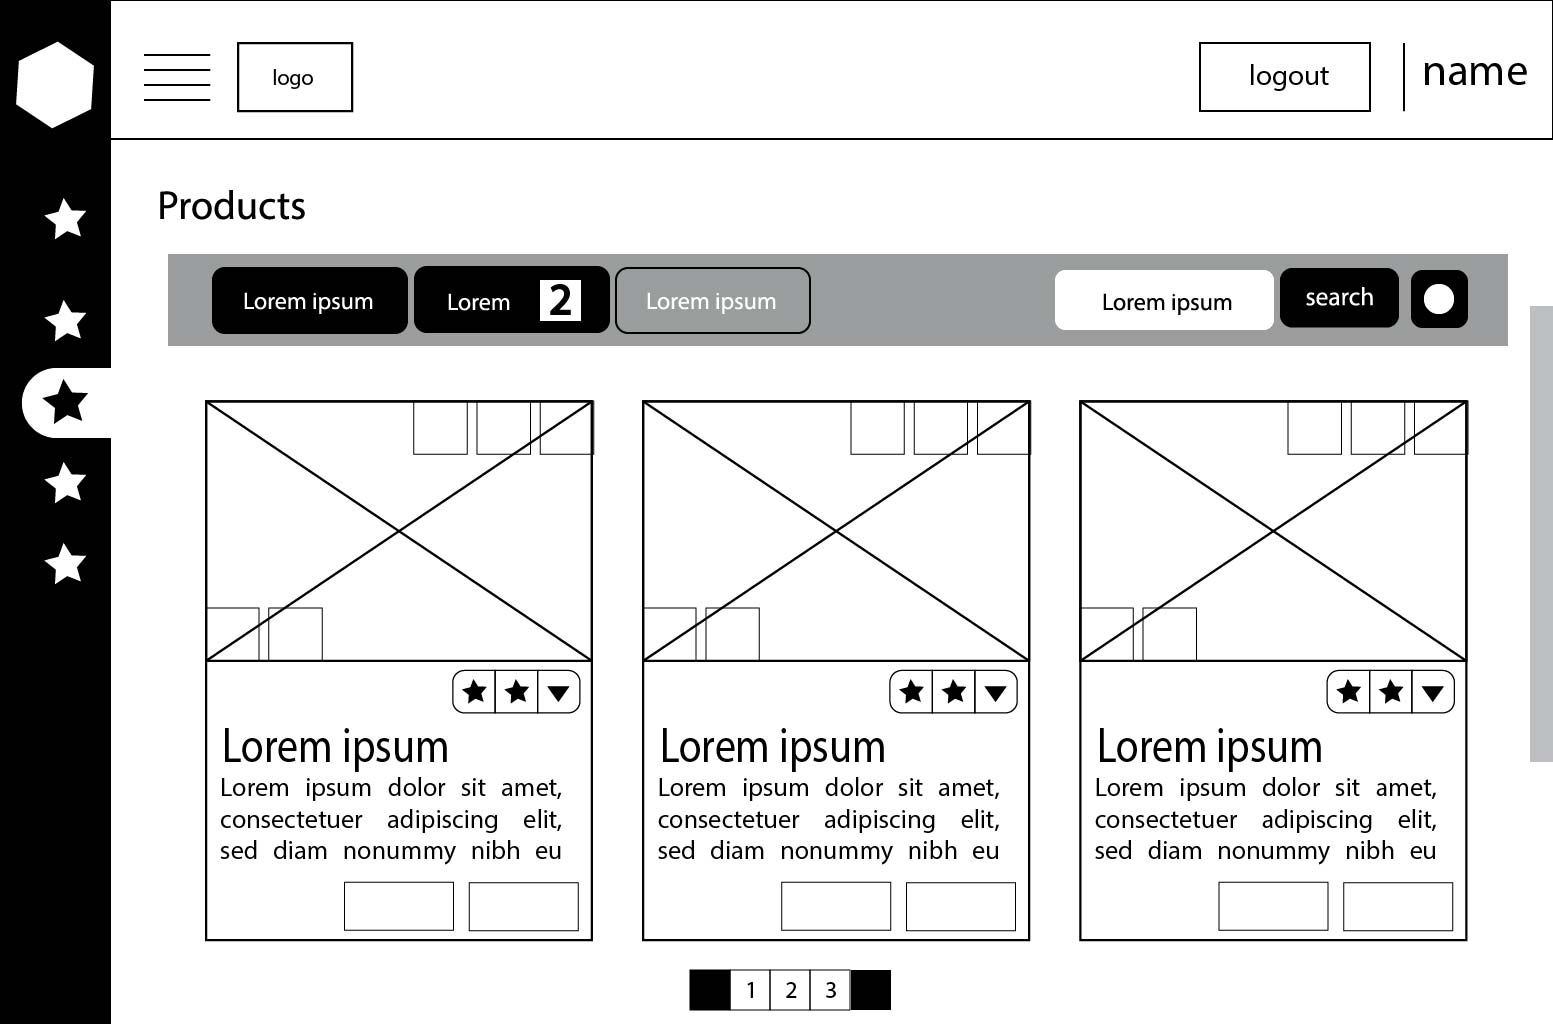 logo
logout
name
Products
Lorem ipsum
Lorem 2
Lorem ipsum
Lorem ipsum
search
Lorem ipsum
Lorem ipsum dolor sit amet,
consectetuer adipiscing elit,
sed diam nonummy nibh eu
Lorem ipsum
Lorem ipsum dolor sit amet,
consectetuer adipiscing elit,
sed diam nonummy nibh eu
Lorem ipsum
Lorem ipsum dolor sit amet,
consectetuer adipiscing elit,
sed diam nonummy nibh eu
1 2 3